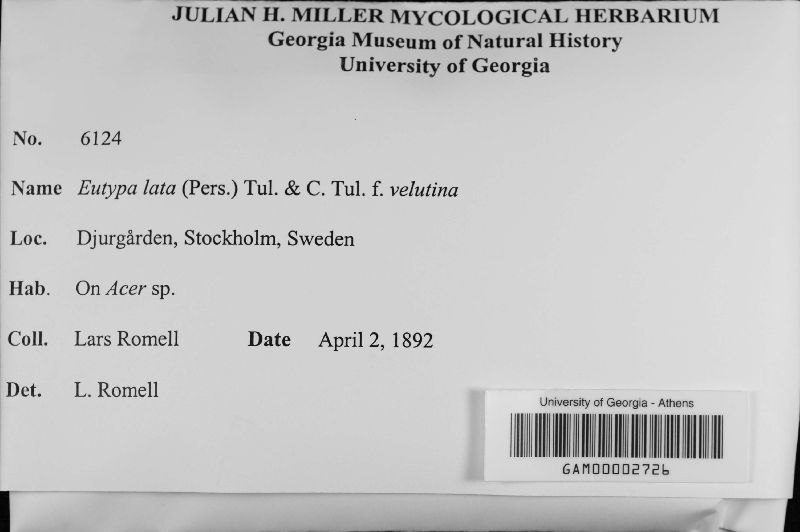 JULIAN H. MILLER MYCOLOGICAL HERBARIUM
Georgia Museum of Natural History
University of Georgia
No. 6124
Name Eutypa lata (Pers.) Tul. & C. Tul. f. velutina
Loc. Djurgården, Stockholm, Sweden
Hab. On Acer sp.
Coll. Lars Romell Date April 2, 1892
Det. L. Romell
University of Georgia - Athens
GAM00002726